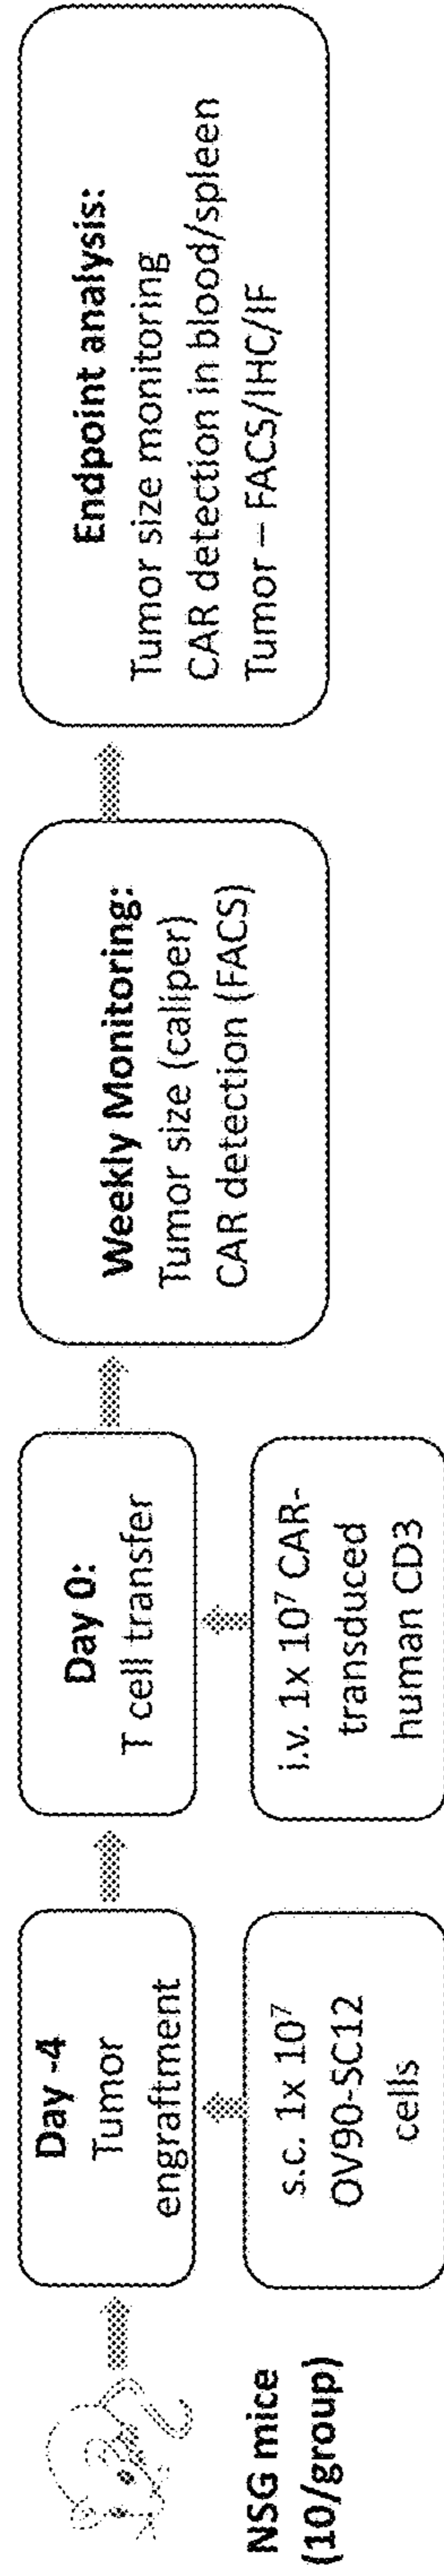 NSG mice
(10/group)
Day -4
Tumor
engraftment
s.c. 1x 10⁷
OV90-SC12
cells
Day 0:
T cell transfer
i.v. 1x 10⁷ CAR-
transduced
human CD3
Weekly Monitoring:
Tumor size (caliper)
CAR detection (FACS)
Endpoint analysis:
Tumor size monitoring
CAR detection in blood/spleen
Tumor – FACS/IHC/IF